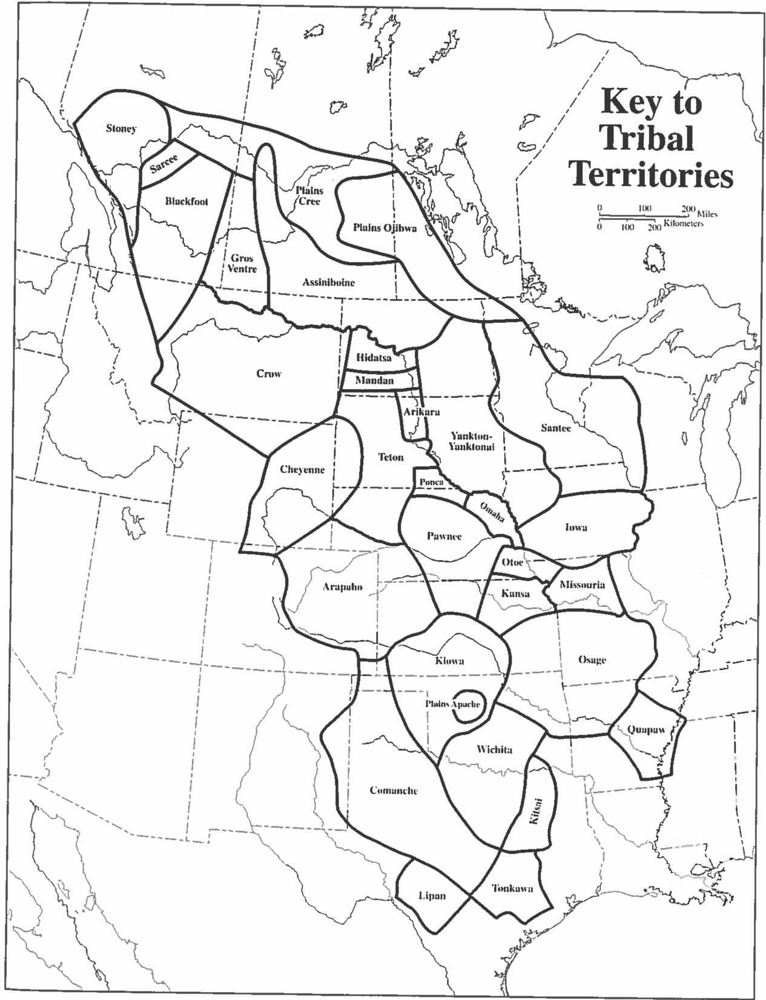 Key to
Tribal
Territories
0 100 200 Miles
0 100 200 Kilometers
Stoney
Sarcee
Blackfoot
Plains
Cree
Plains Ojibwa
Gros
Ventre
Assiniboine
Hidatsa
Crow
Mandan
Arikara
Santee
Yankton-
Yanktonai
Teton
Cheyenne
Ponca
Omaha
Iowa
Pawnee
Otoe
Missouria
Arapaho
Kansa
Kiowa
Osage
Plains Apache
Quapaw
Wichita
Comanche
Kitsai
Tonkawa
Lipan